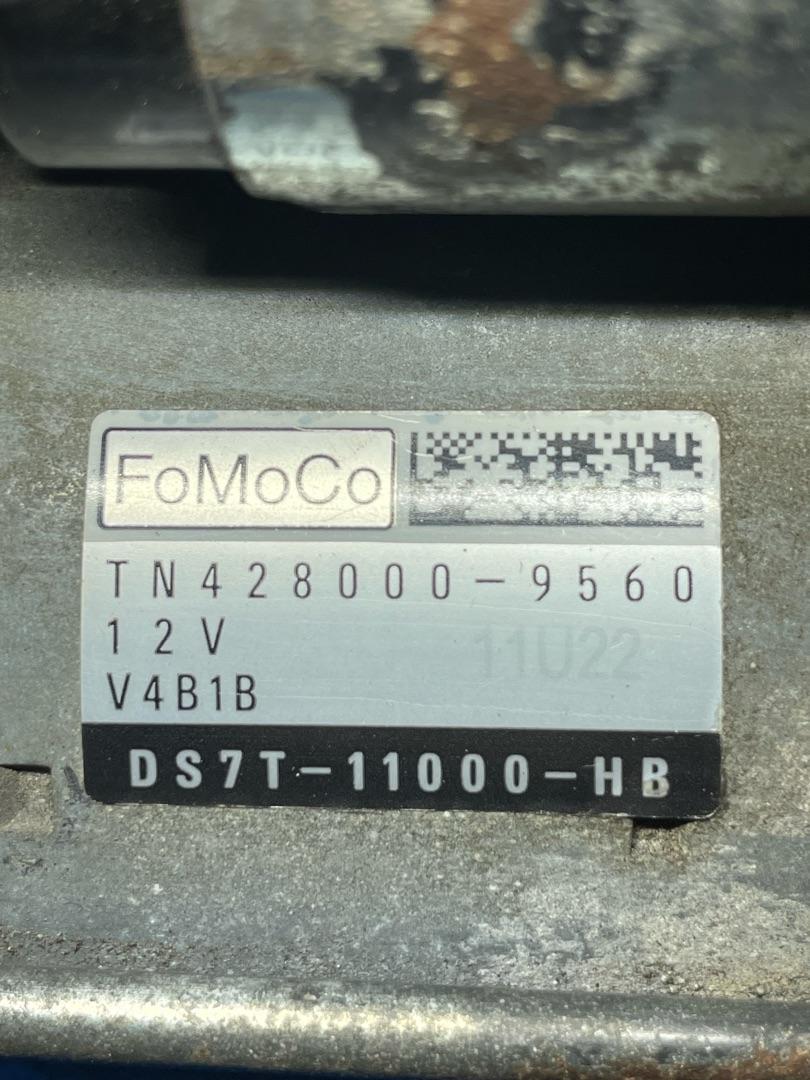 FoMoCo
TN428000-9560
12V 11U22
V4B1B
DS7T-11000-HB